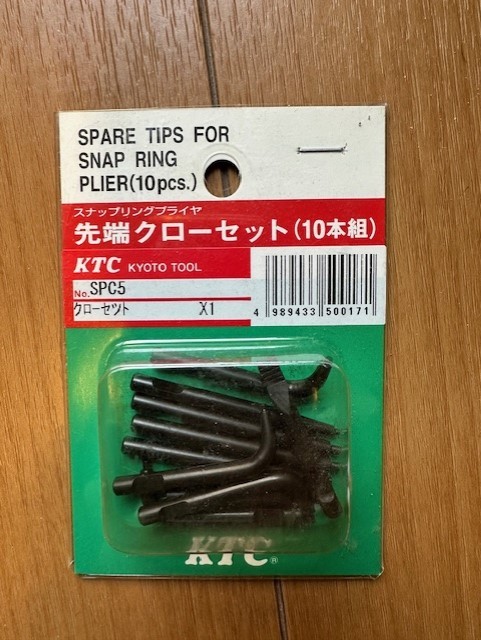 SPARE TIPS FOR
SNAP RING
PLIER(10pcs.)
スナップリングプライヤ
先端クローセット(10本組)
KTC KYOTO TOOL
No. SPC5
クローセツト X1
4 989433 500171
KTC®